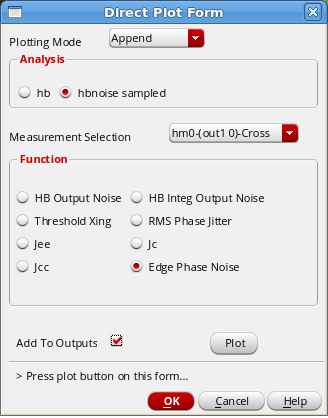 Direct Plot Form
Plotting Mode Append
Analysis
hb hbnoise sampled
Measurement Selection hm0-(out1 0)-Cross
Function
HB Output Noise HB Integ Output Noise
Threshold Xing RMS Phase Jitter
Jee Jc
Jcc Edge Phase Noise
Add To Outputs Plot
> Press plot button on this form...
OK Cancel Help